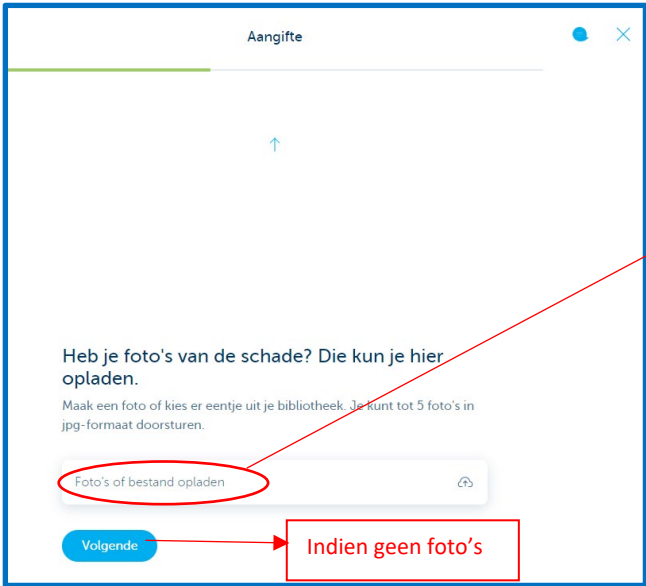 Aangifte
Heb je foto's van de schade? Die kun je hier
opladen.
Maak een foto of kies er eentje uit je bibliotheek. Je kunt tot 5 foto's in
jpg-formaat doorsturen.
Foto's of bestand opladen
Volgende
Indien geen foto's